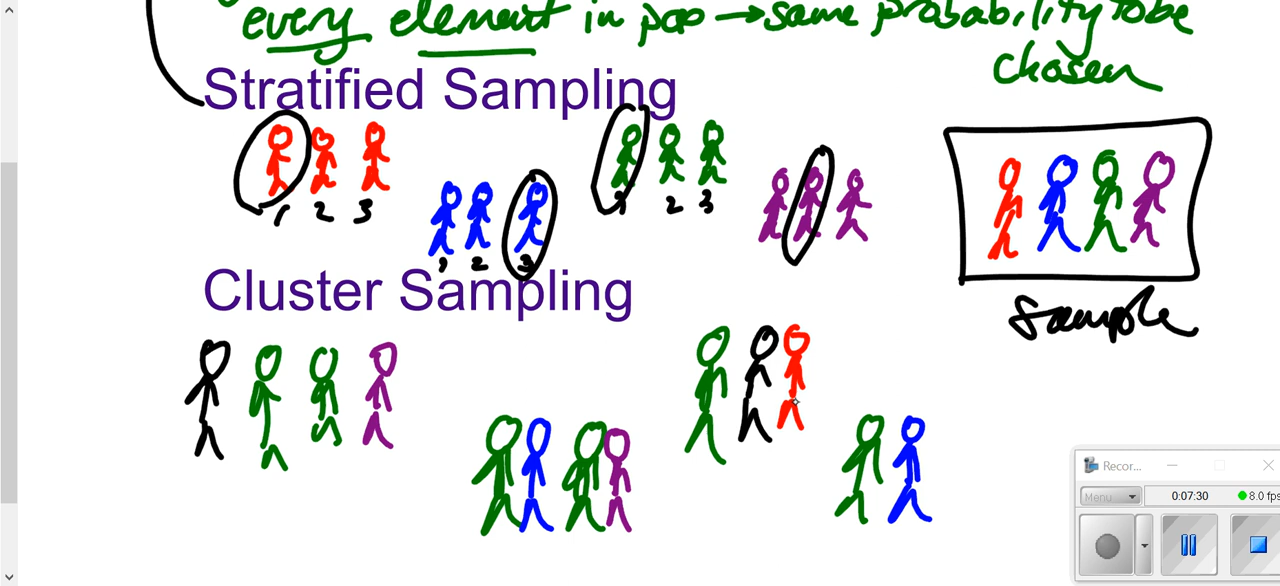 every element in pop → same probability to be
chosen
Stratified Sampling
1 2 3
1 2 3
1 2 3
Cluster Sampling
Sample
Recor...
Menu
0:07:30
8.0 fps